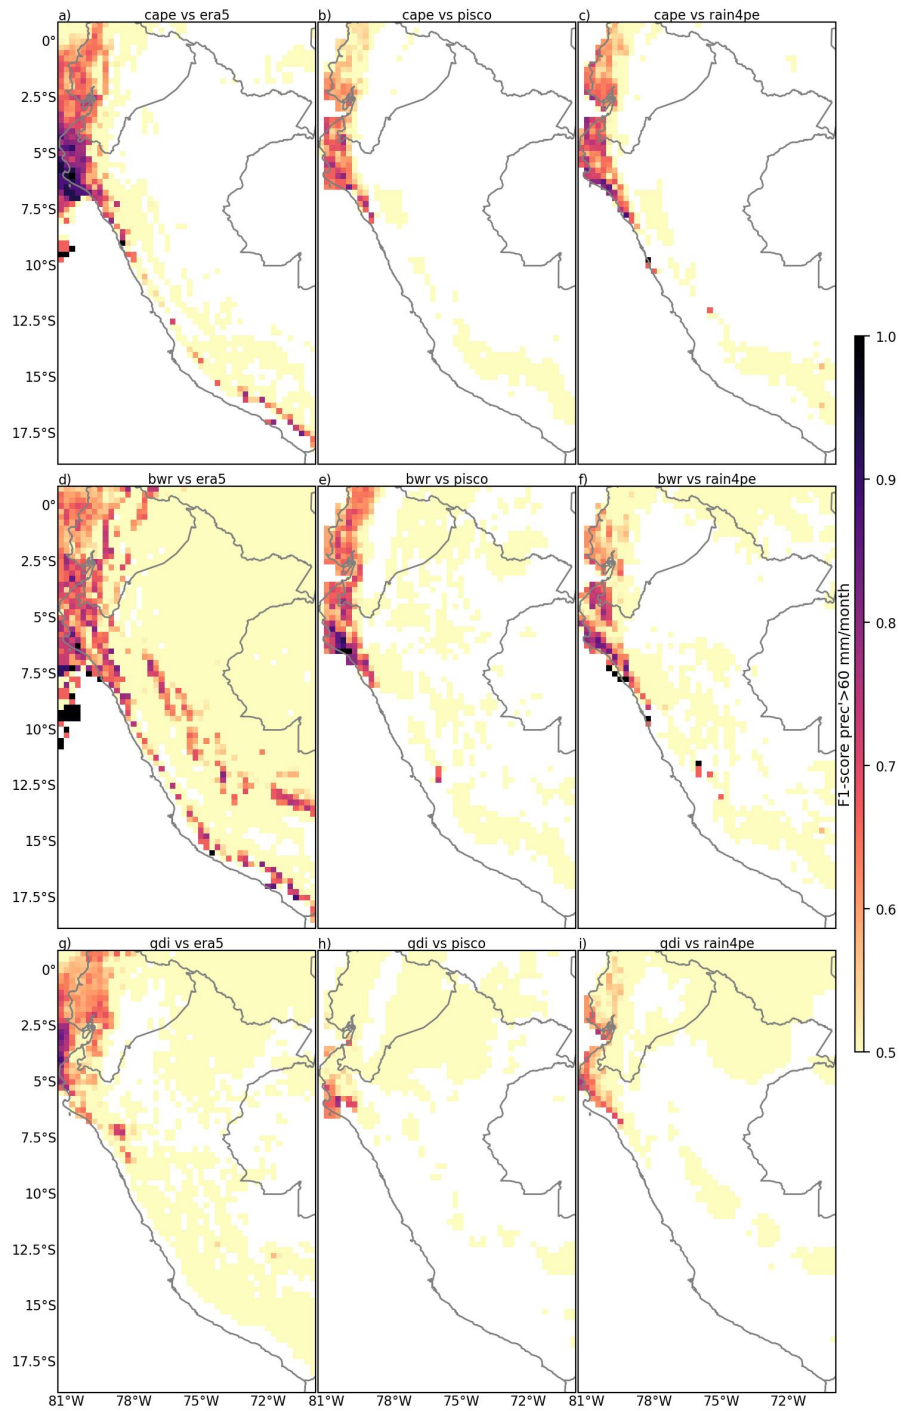 a) cape vs era5 b) cape vs pisco c) cape vs rain4pe
0°
2.5°S
5°S
7.5°S
10°S
12.5°S
15°S
17.5°S
d) bwr vs era5 e) bwr vs pisco f) bwr vs rain4pe
0°
2.5°S
5°S
7.5°S
10°S
12.5°S
15°S
17.5°S
g) qdi vs era5 h) qdi vs pisco i) qdi vs rain4pe
0°
2.5°S
5°S
7.5°S
10°S
12.5°S
15°S
17.5°S
81°W 78°W 75°W 72°W 81°W 78°W 75°W 72°W 81°W 78°W 75°W 72°W
1.0
0.9
0.8
0.7
0.6
0.5
F1-score prec'>60 mm/month